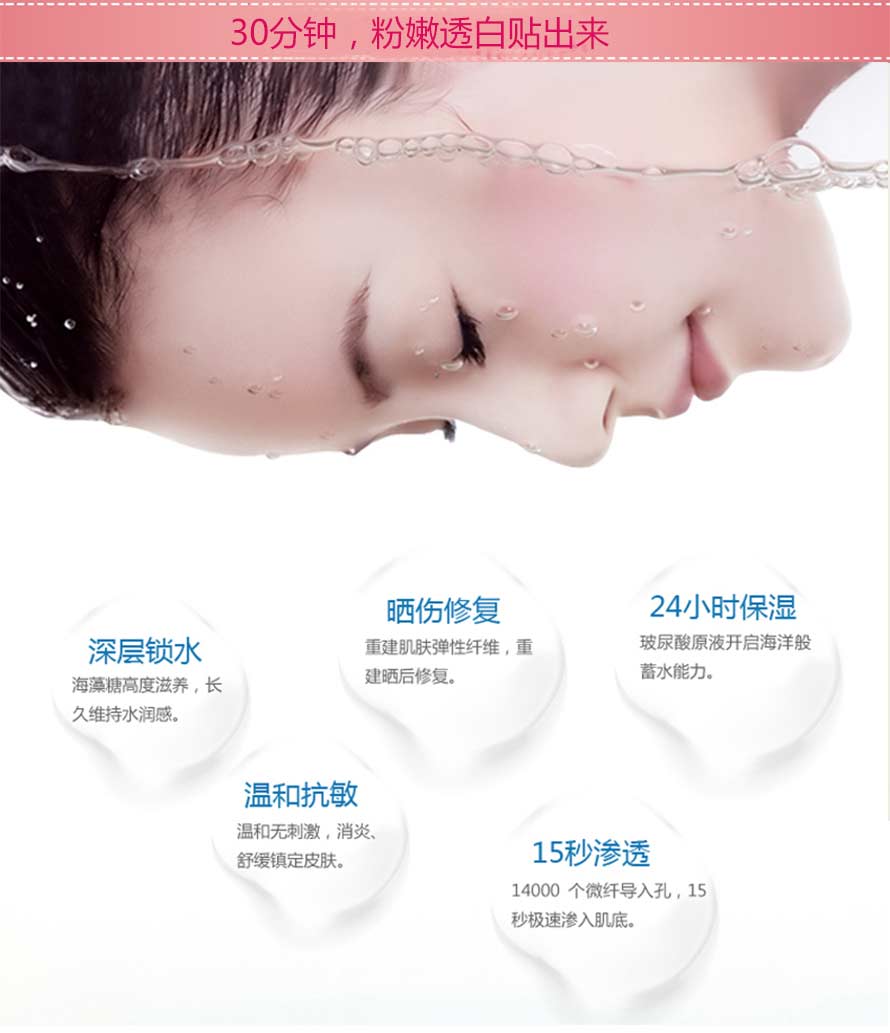 30分钟，粉嫩透白贴出来
深层锁水
海藻糖高度滋养，长
久维持水润感。
晒伤修复
重建肌肤弹性纤维，重
建晒后修复。
24小时保湿
玻尿酸原液开启海洋般
蓄水能力。
温和抗敏
温和无刺激，消炎、
舒缓镇定皮肤。
15秒渗透
14000 个微纤导入孔，15
秒极速渗入肌底。